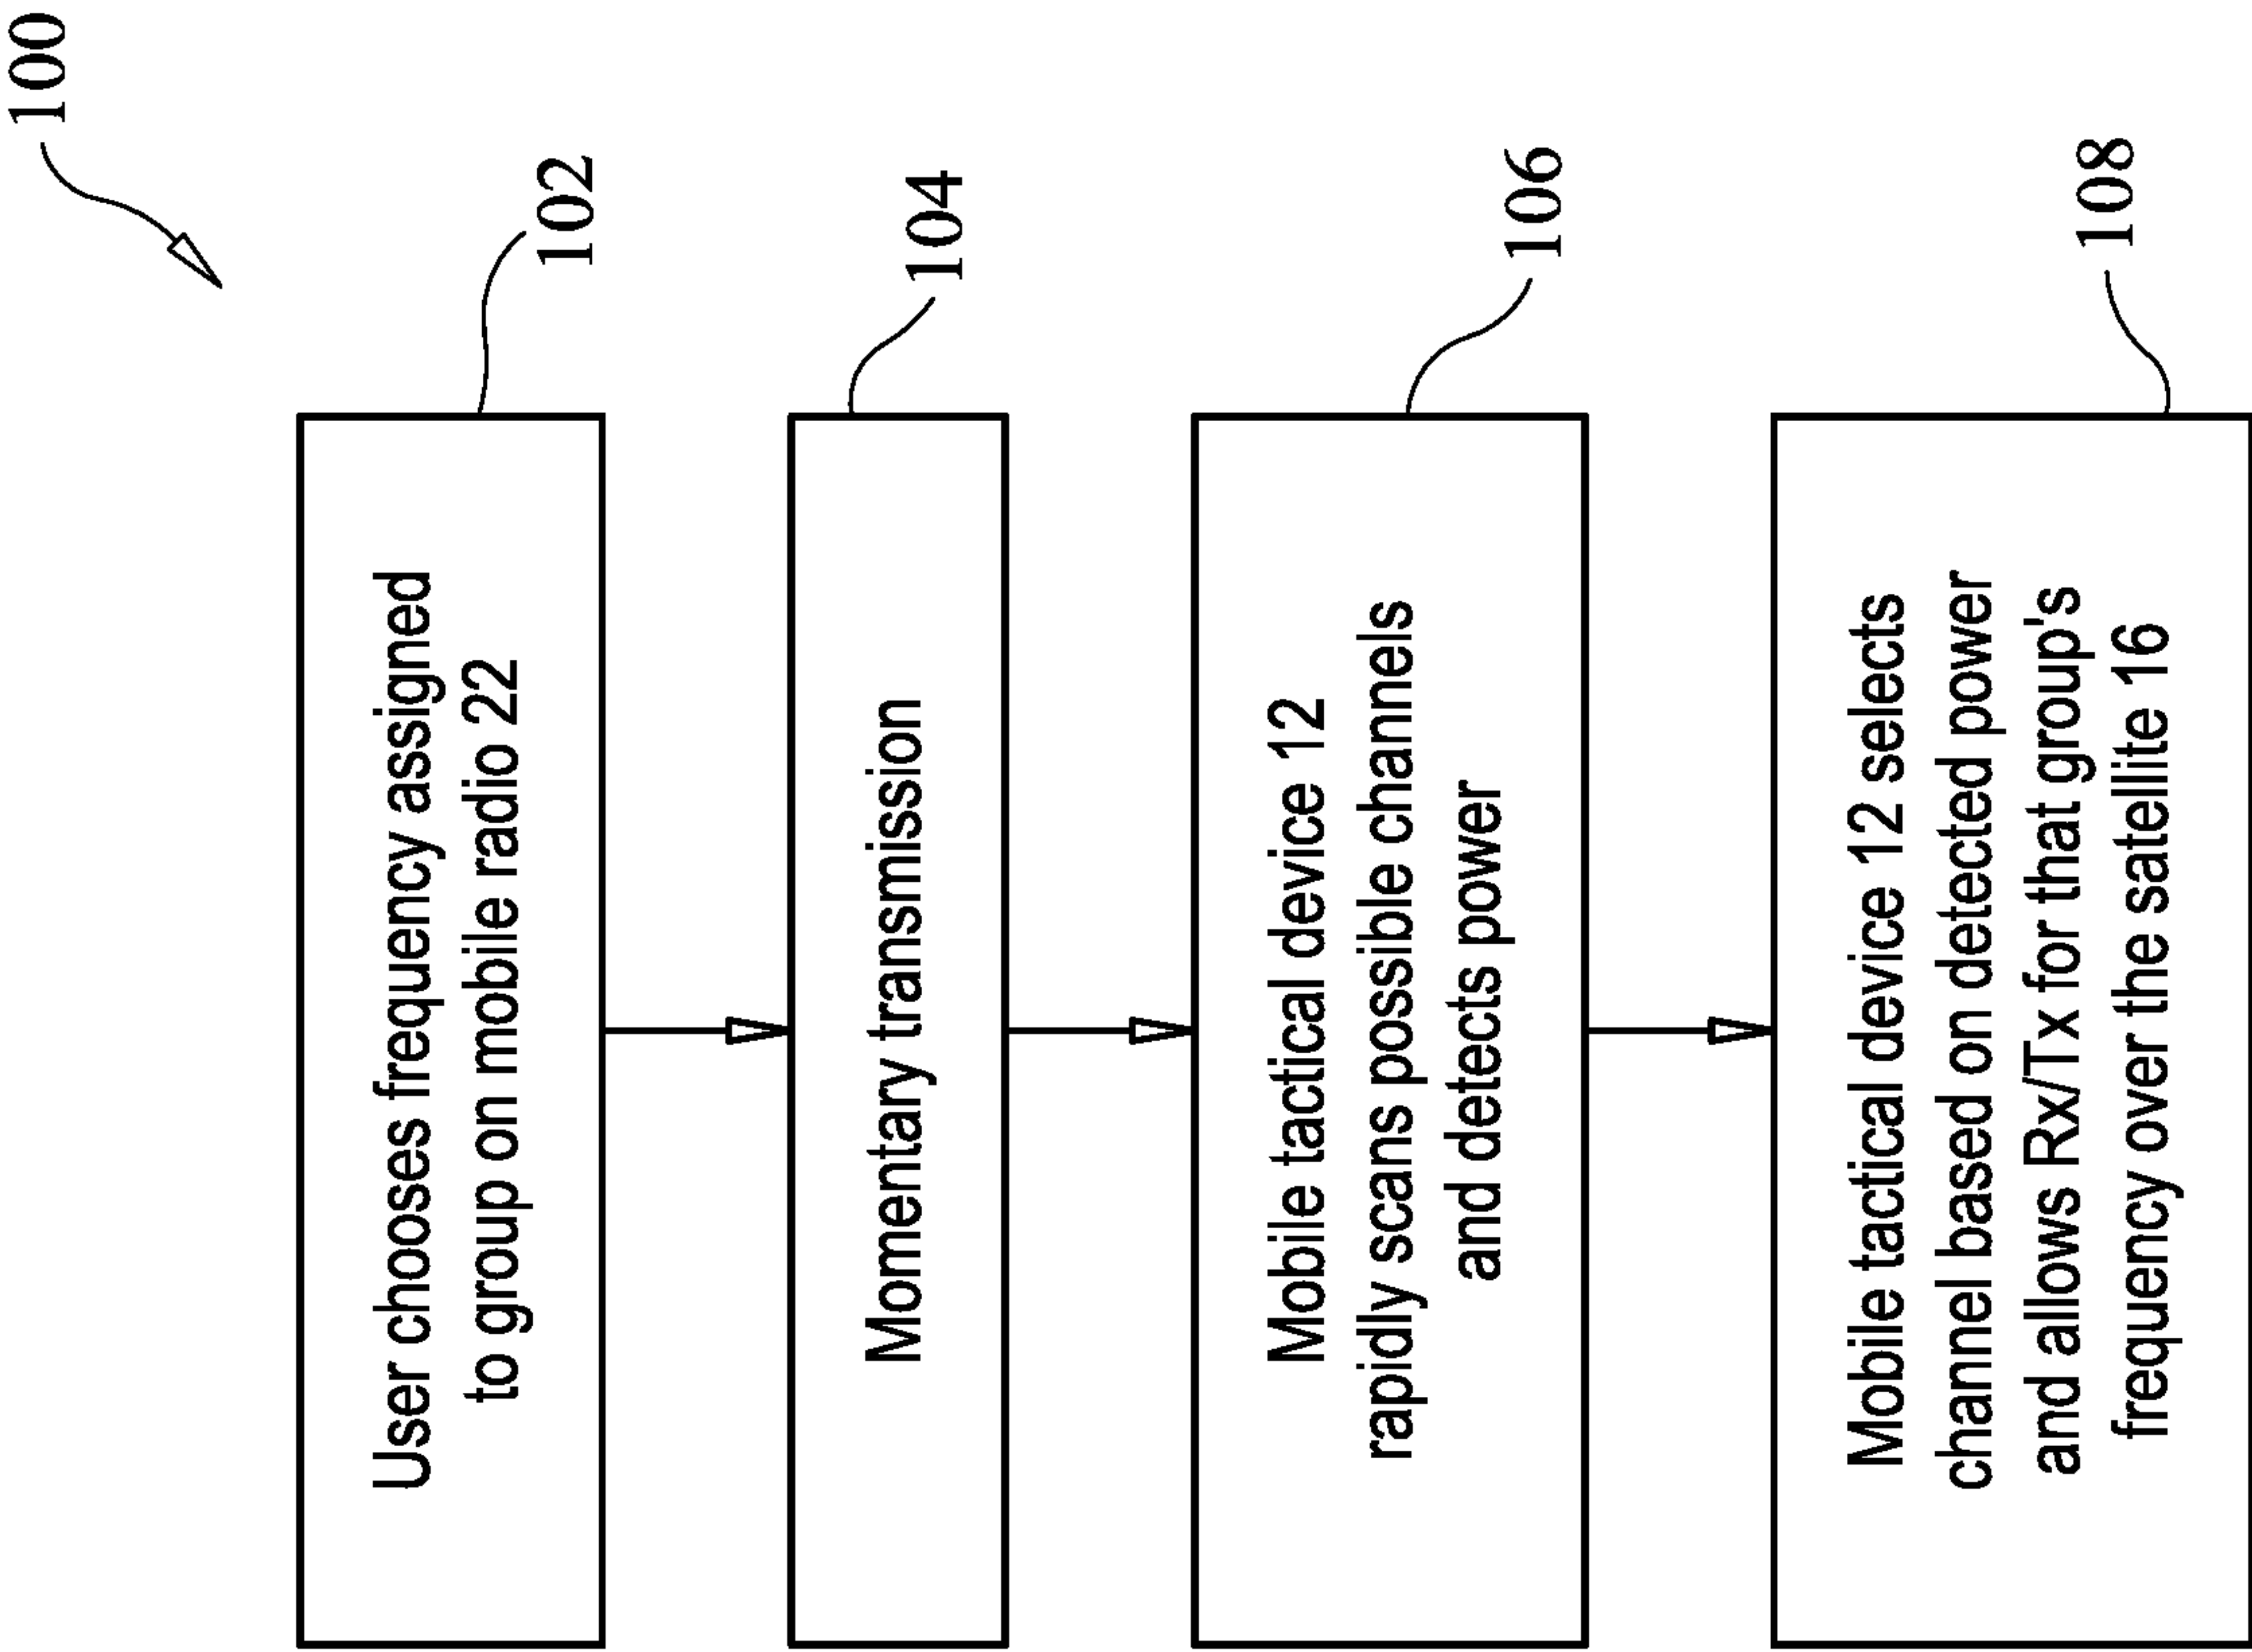 100
User chooses frequency assigned
to group on mobile radio 22
102
Momentary transmission
104
Mobile tactical device 12
rapidly scans possible channels
and detects power
106
Mobile tactical device 12 selects
channel based on detected power
and allows Rx/Tx for that group's
frequency over the satellite 16
108